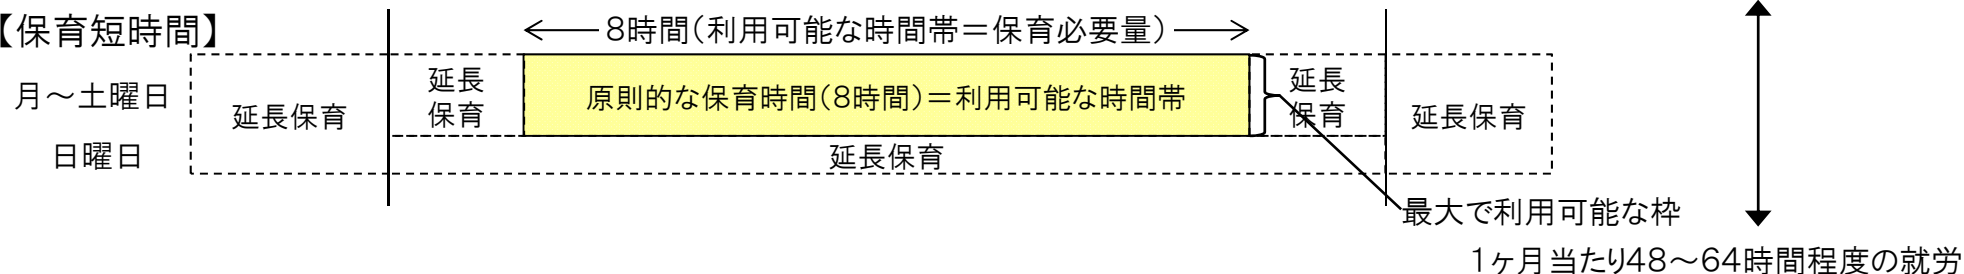 【保育短時間】
8時間（利用可能な時間帯＝保育必要量）
月～土曜日
延長保育
延長
保育
原則的な保育時間（8時間）＝利用可能な時間帯
延長
保育
延長保育
日曜日
延長保育
最大で利用可能な枠
1ヶ月当たり48～64時間程度の就労